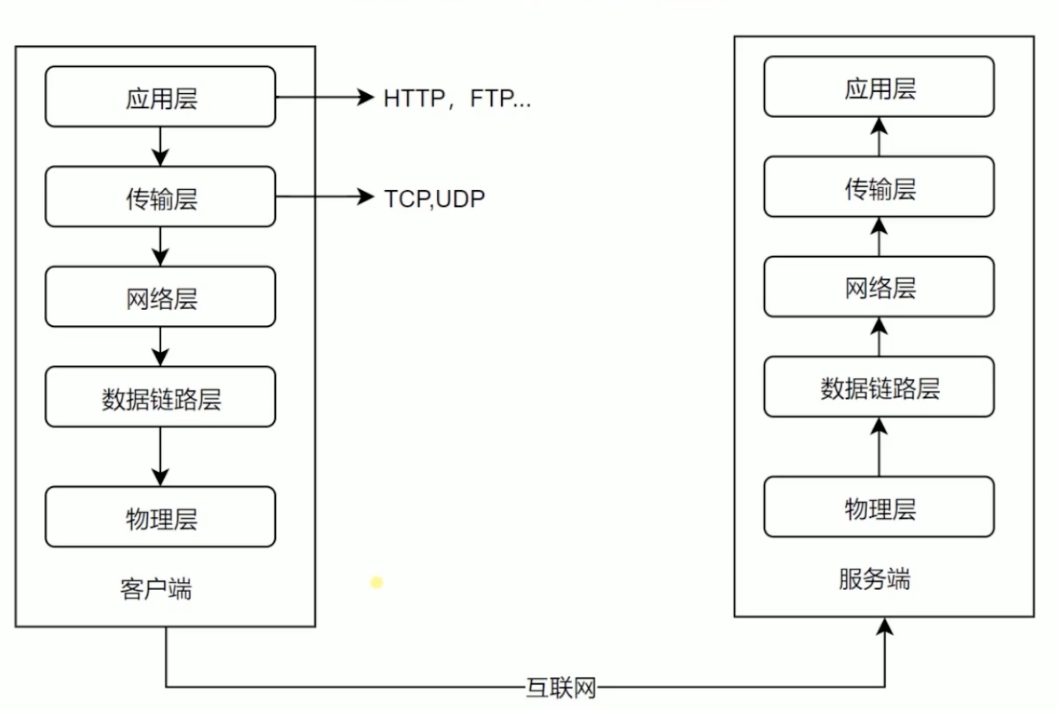 应用层
HTTP，FTP...
传输层
TCP,UDP
网络层
数据链路层
物理层
客户端
应用层
传输层
网络层
数据链路层
物理层
服务端
互联网